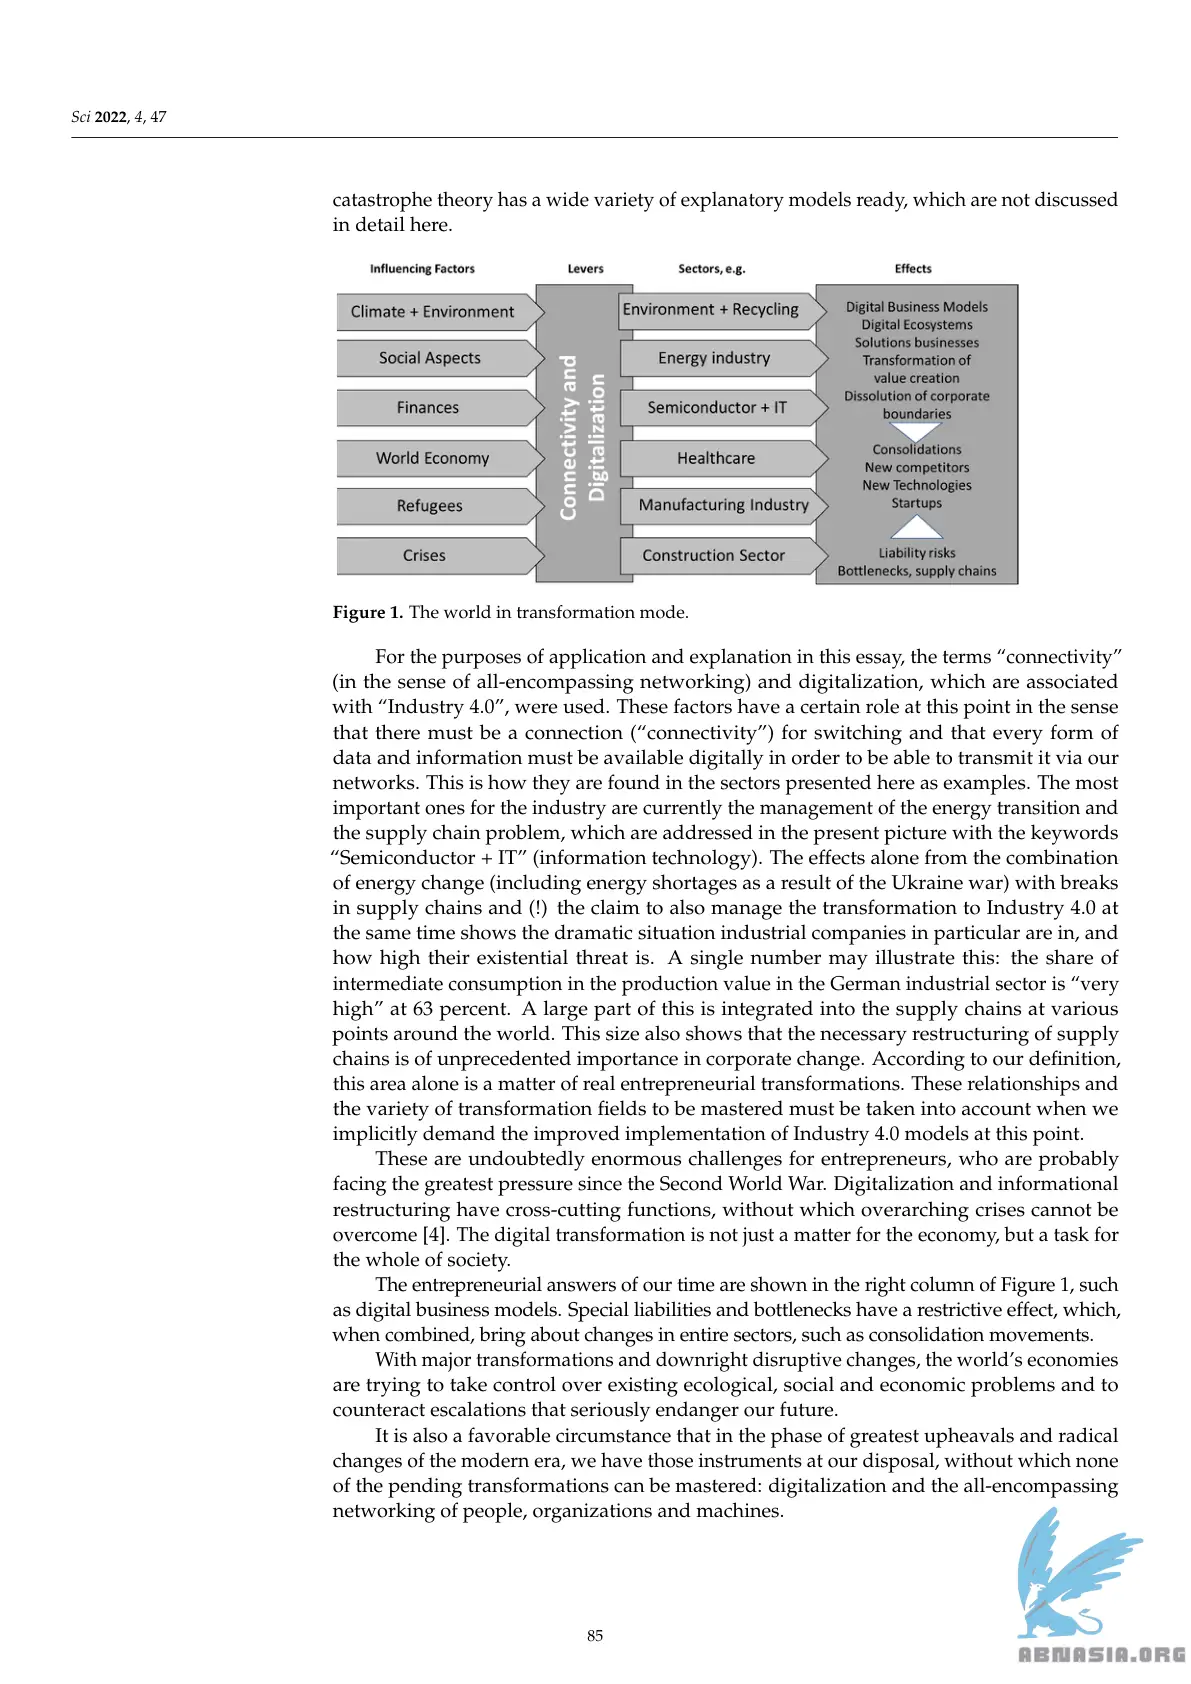 Sci 2022, 4, 47
catastrophe theory has a wide variety of explanatory models ready, which are not discussed
in detail here.
Influencing Factors
Levers
Sectors, e.g.
Effects
Climate + Environment
Social Aspects
Finances
World Economy
Refugees
Crises
Connectivity and
Digitalization
Environment + Recycling
Energy industry
Semiconductor + IT
Healthcare
Manufacturing Industry
Construction Sector
Digital Business Models
Digital Ecosystems
Solutions businesses
Transformation of
value creation
Dissolution of corporate
boundaries
Consolidations
New competitors
New Technologies
Startups
Liability risks
Bottlenecks, supply chains
Figure 1. The world in transformation mode.
For the purposes of application and explanation in this essay, the terms “connectivity”
(in the sense of all-encompassing networking) and digitalization, which are associated
with “Industry 4.0”, were used. These factors have a certain role at this point in the sense
that there must be a connection (“connectivity”) for switching and that every form of
data and information must be available digitally in order to be able to transmit it via our
networks. This is how they are found in the sectors presented here as examples. The most
important ones for the industry are currently the management of the energy transition and
the supply chain problem, which are addressed in the present picture with the keywords
“Semiconductor + IT” (information technology). The effects alone from the combination
of energy change (including energy shortages as a result of the Ukraine war) with breaks
in supply chains and (!) the claim to also manage the transformation to Industry 4.0 at
the same time shows the dramatic situation industrial companies in particular are in, and
how high their existential threat is. A single number may illustrate this: the share of
intermediate consumption in the production value in the German industrial sector is “very
high” at 63 percent. A large part of this is integrated into the supply chains at various
points around the world. This size also shows that the necessary restructuring of supply
chains is of unprecedented importance in corporate change. According to our definition,
this area alone is a matter of real entrepreneurial transformations. These relationships and
the variety of transformation fields to be mastered must be taken into account when we
implicitly demand the improved implementation of Industry 4.0 models at this point.
These are undoubtedly enormous challenges for entrepreneurs, who are probably
facing the greatest pressure since the Second World War. Digitalization and informational
restructuring have cross-cutting functions, without which overarching crises cannot be
overcome [4]. The digital transformation is not just a matter for the economy, but a task for
the whole of society.
The entrepreneurial answers of our time are shown in the right column of Figure 1, such
as digital business models. Special liabilities and bottlenecks have a restrictive effect, which,
when combined, bring about changes in entire sectors, such as consolidation movements.
With major transformations and downright disruptive changes, the world’s economies
are trying to take control over existing ecological, social and economic problems and to
counteract escalations that seriously endanger our future.
It is also a favorable circumstance that in the phase of greatest upheavals and radical
changes of the modern era, we have those instruments at our disposal, without which none
of the pending transformations can be mastered: digitalization and the all-encompassing
networking of people, organizations and machines.
85
ABNASIA.ORG